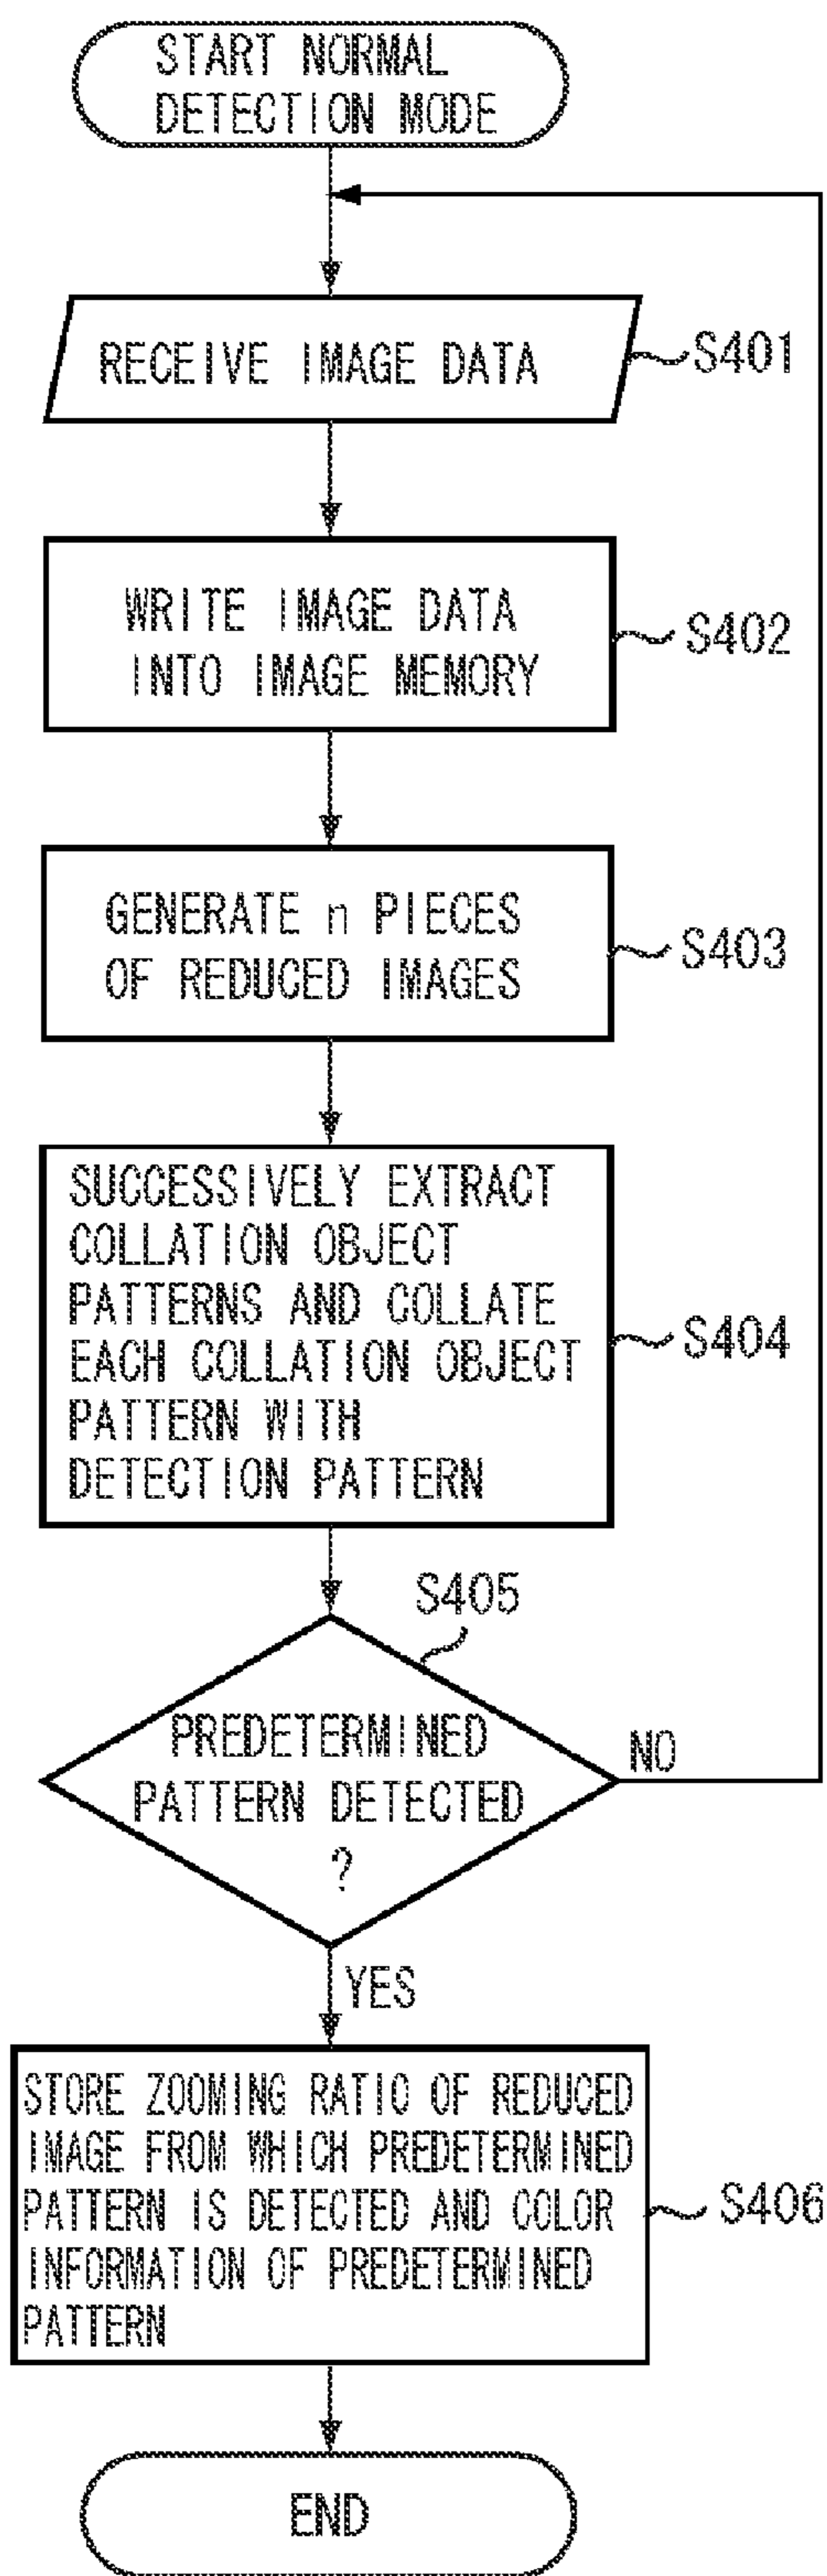 START NORMAL
DETECTION MODE
RECEIVE IMAGE DATA
S401
WRITE IMAGE DATA
INTO IMAGE MEMORY
S402
GENERATE n PIECES
OF REDUCED IMAGES
S403
SUCCESSIVELY EXTRACT
COLLATION OBJECT
PATTERNS AND COLLATE
EACH COLLATION OBJECT
PATTERN WITH
DETECTION PATTERN
S404
S405
PREDETERMINED
PATTERN DETECTED
?
NO
YES
STORE ZOOMING RATIO OF REDUCED
IMAGE FROM WHICH PREDETERMINED
PATTERN IS DETECTED AND COLOR
INFORMATION OF PREDETERMINED
PATTERN
S406
END